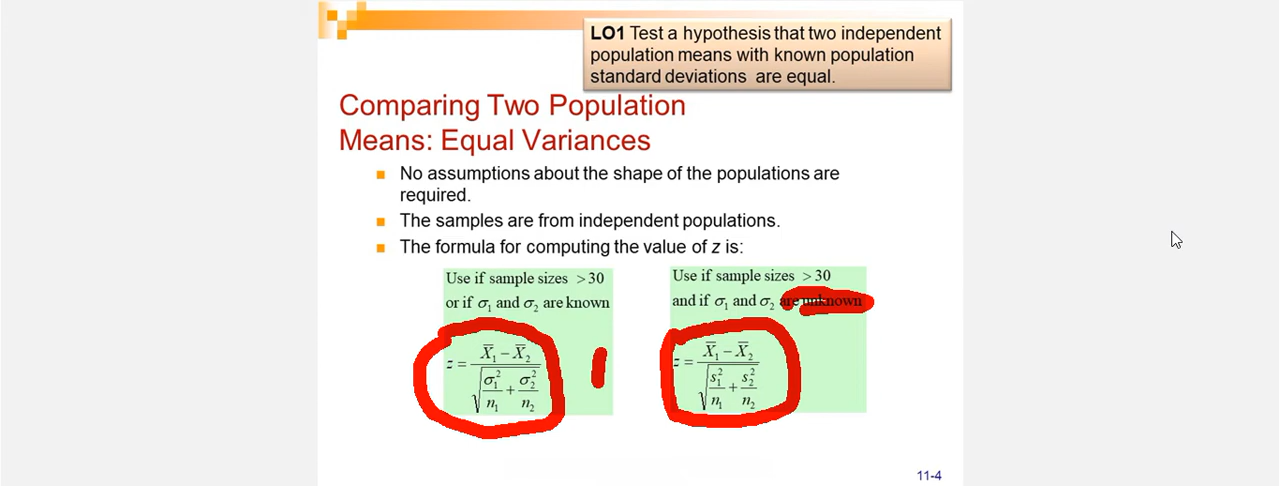 LO1 Test a hypothesis that two independent
population means with known population
standard deviations are equal.
Comparing Two Population
Means: Equal Variances
No assumptions about the shape of the populations are
required.
The samples are from independent populations.
The formula for computing the value of z is:
Use if sample sizes > 30
or if σ₁ and σ₂ are known
z = (X̄₁ − X̄₂) / √(σ₁²/n₁ + σ₂²/n₂)
Use if sample sizes > 30
and if σ₁ and σ₂ are unknown
z = (X̄₁ − X̄₂) / √(s₁²/n₁ + s₂²/n₂)
11-4